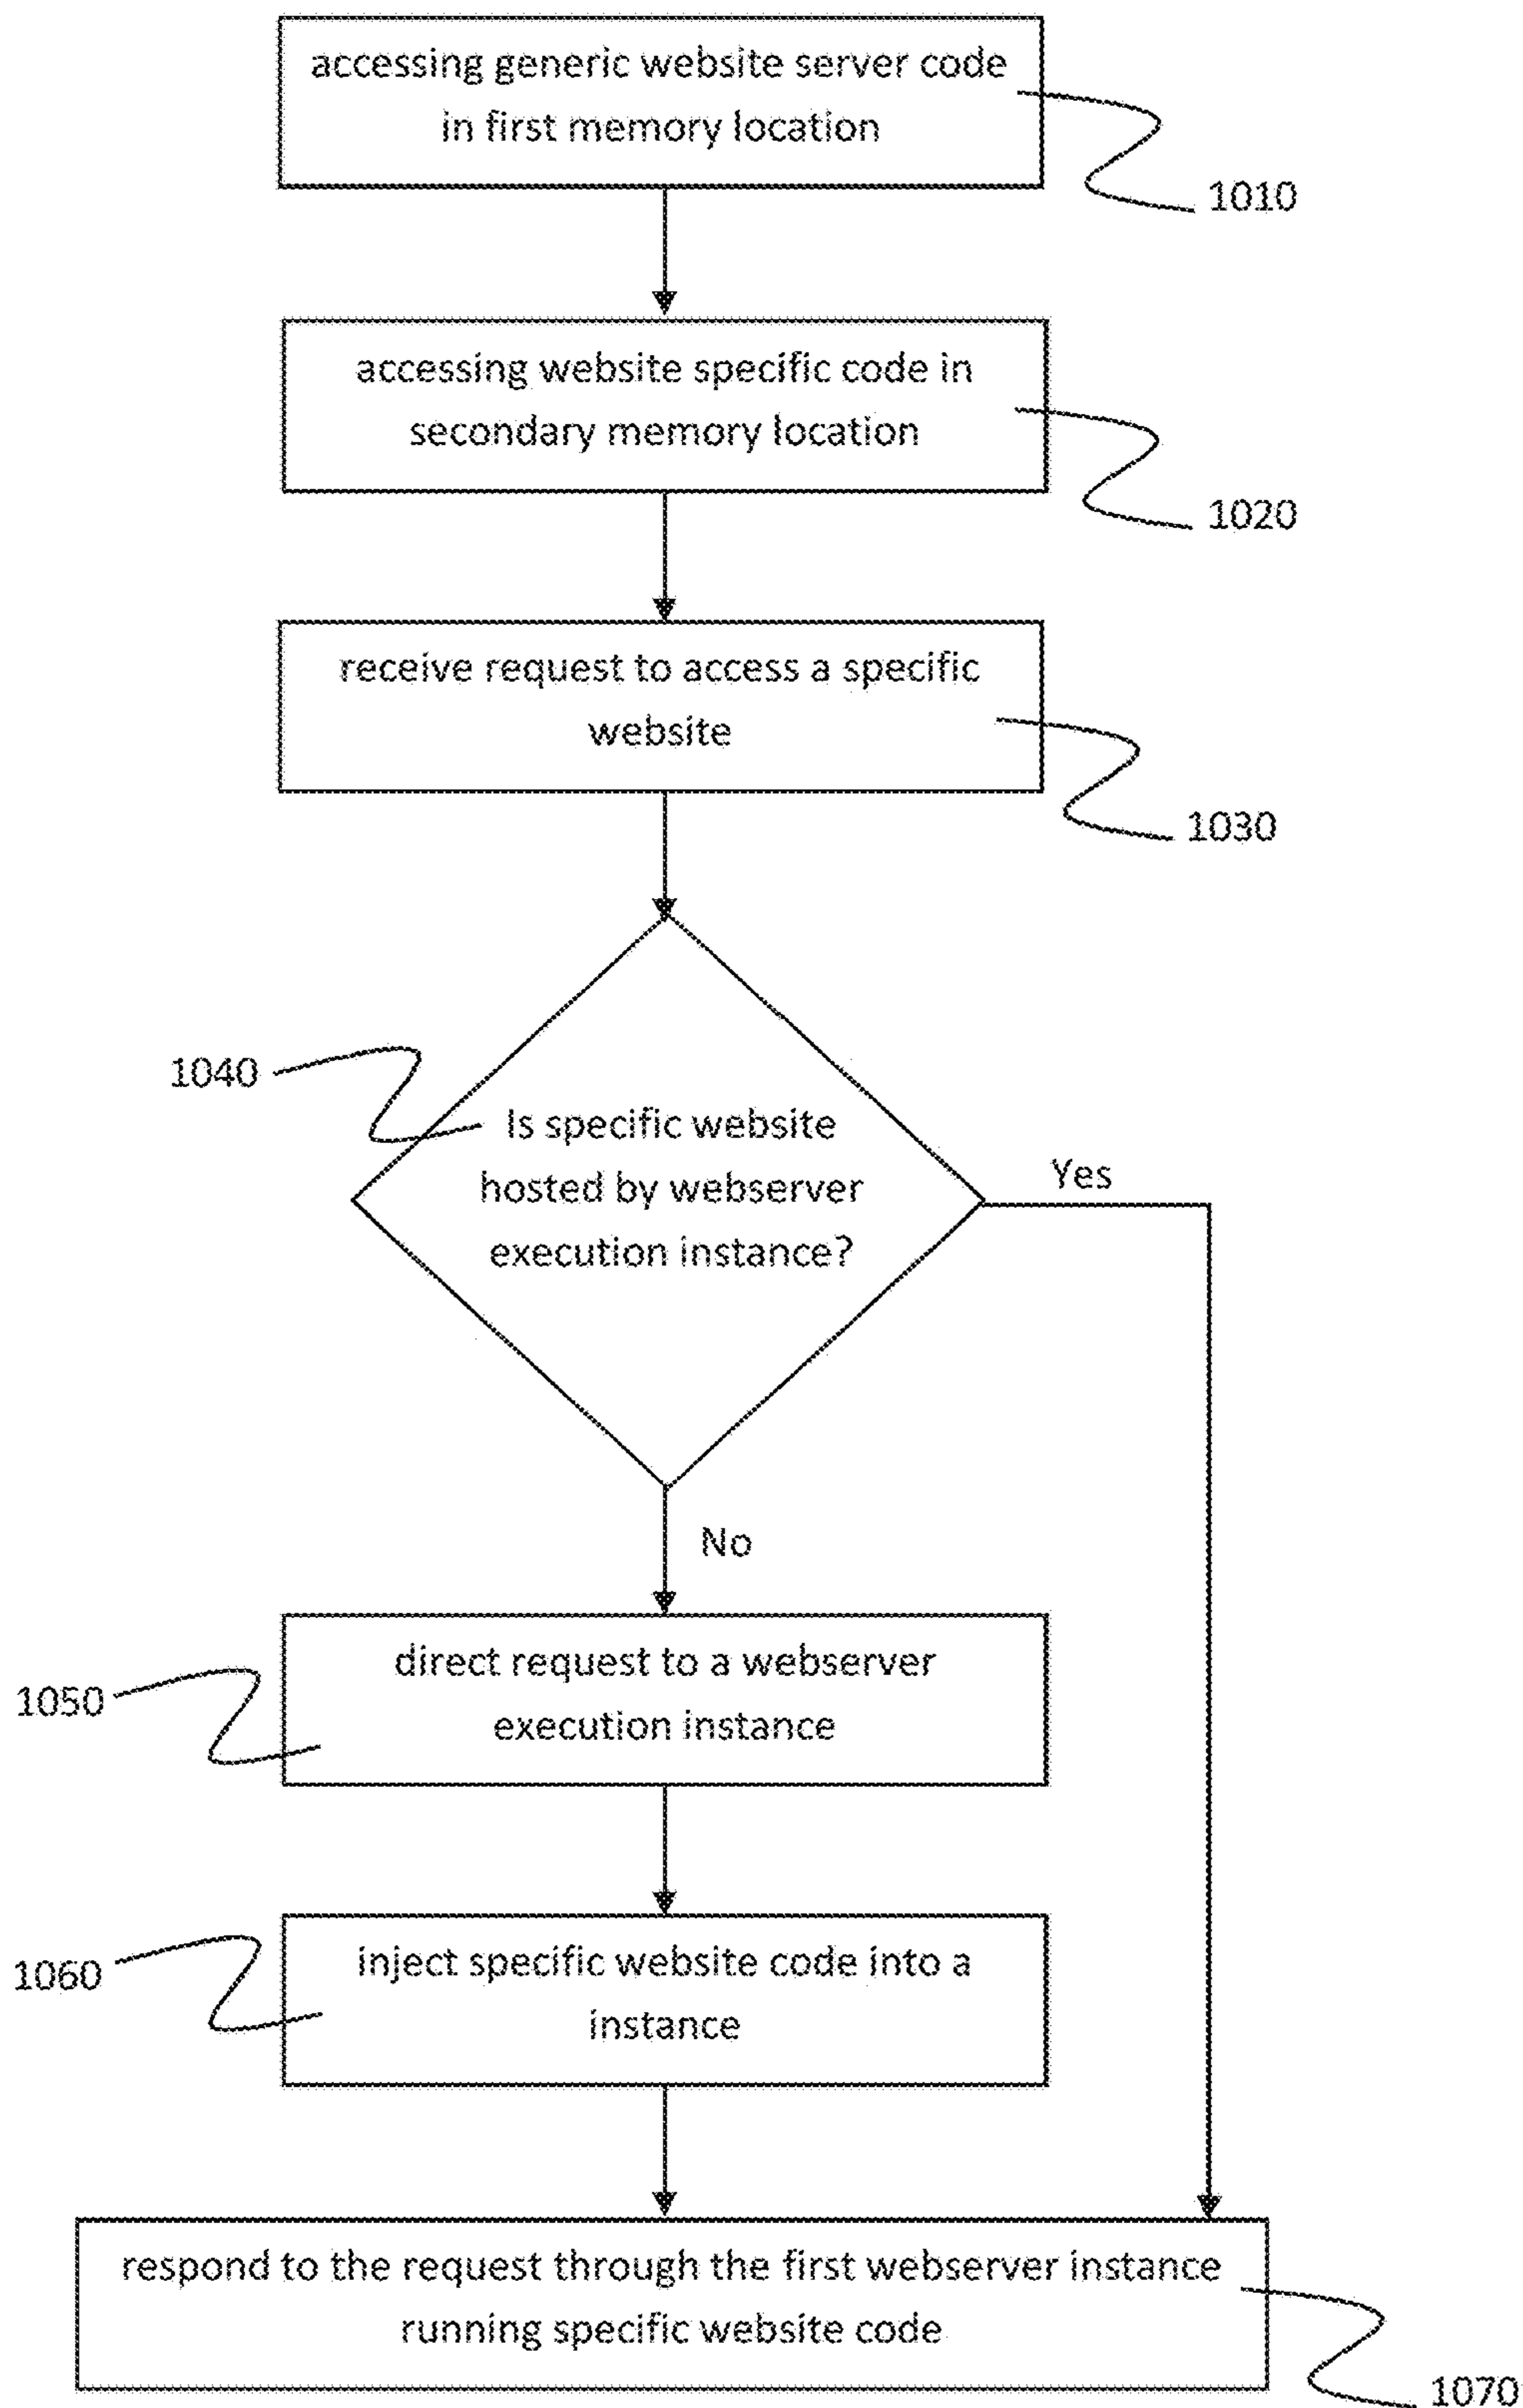 accessing generic website server code
in first memory location
1010
accessing website specific code in
secondary memory location
1020
receive request to access a specific
website
1030
1040
Is specific website
hosted by webserver
execution instance?
Yes
No
direct request to a webserver
execution instance
1050
inject specific website code into a
instance
1060
respond to the request through the first webserver instance
running specific website code
1070